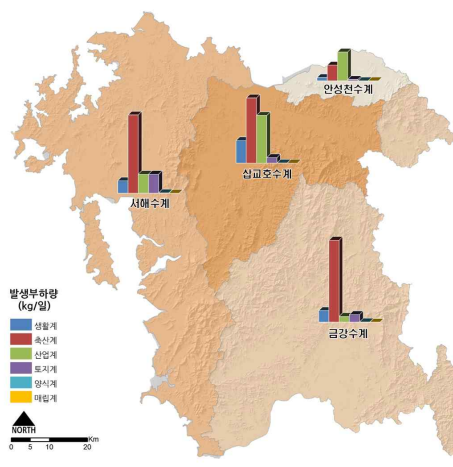 안성천수계
삽교호수계
서해수계
금강수계
발생부하량
(kg/일)
생활계
축산계
산업계
토지계
양식계
매립계
NORTH
0 5 10 20 Km